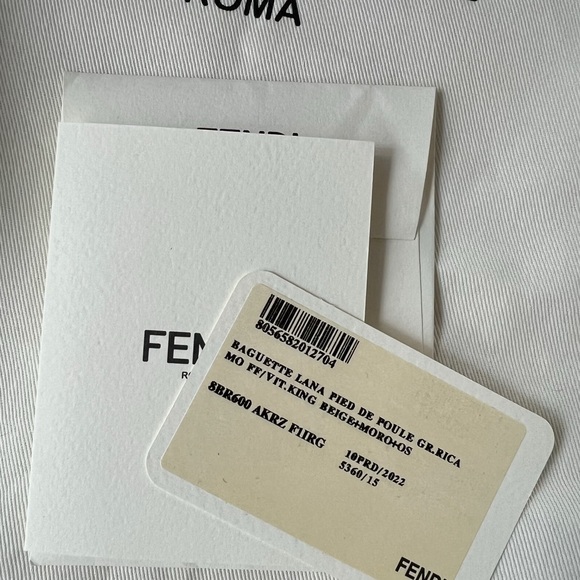 ROMA
FENDI
FEN
8056582012704
BAGUETTE LANA PIED DE POULE GR.RICA
MO FF/VIT.KING BEIGE+MORO+OS
8BR600 AKRZ F1IRG
10PRD/2022
5360/15
FENDI